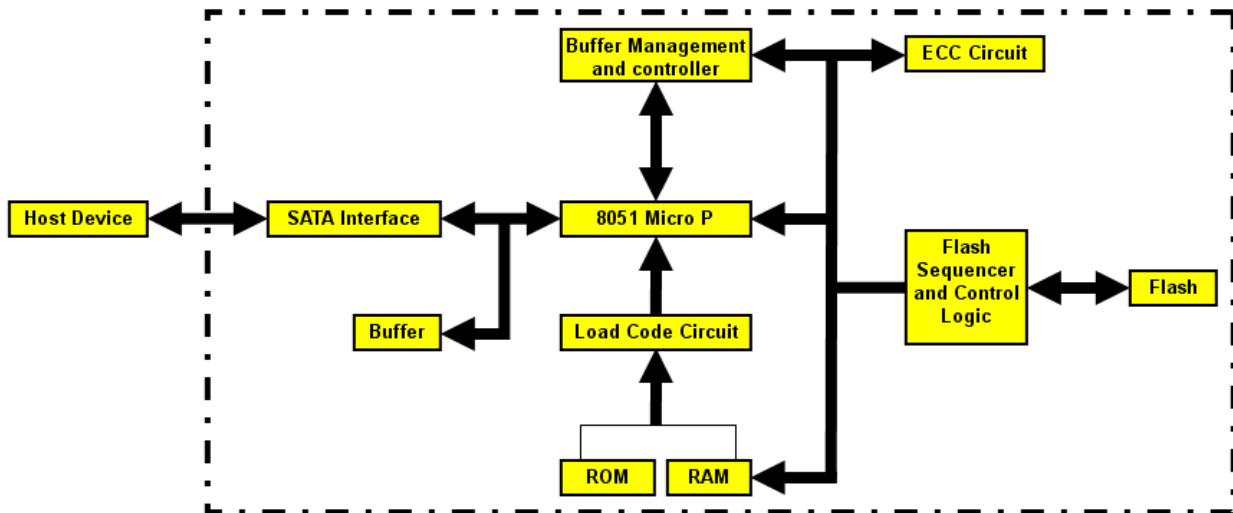 Buffer Management
and controller
ECC Circuit
Host Device
SATA Interface
8051 Micro P
Flash
Sequencer
and Control
Logic
Flash
Buffer
Load Code Circuit
ROM
RAM